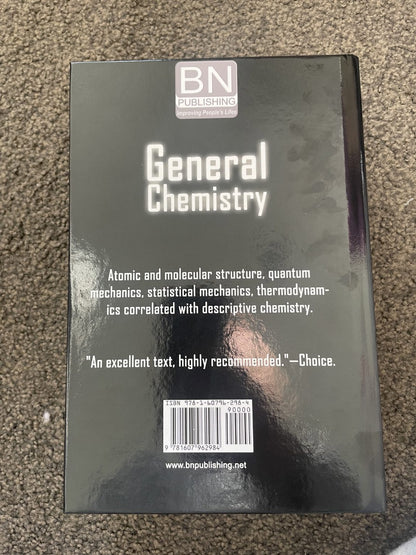 BN
PUBLISHING
Improving People's Lifes
General
Chemistry
Atomic and molecular structure, quantum
mechanics, statistical mechanics, thermodynam-
ics correlated with descriptive chemistry.
"An excellent text, highly recommended."—Choice.
ISBN 978-1-60796-298-4
90000
9 781607 962984
www.bnpublishing.net